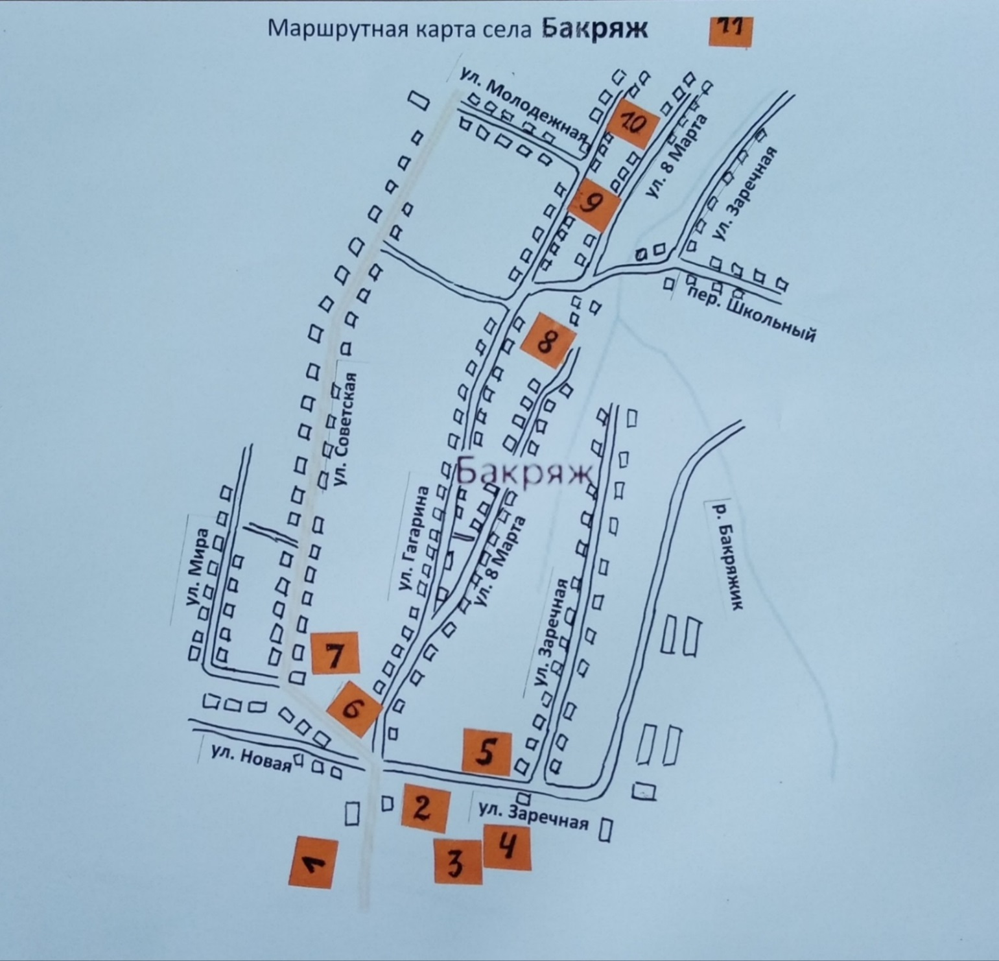 Маршрутная карта села Бакряж
11
ул. Молодежная
10
ул. 8 Марта
ул. Заречная
9
пер. Школьный
8
ул. Советская
Бакряж
ул. Гагарина
ул. 8 Марта
р. Бакряжик
ул. Мира
ул. Заречная
7
6
5
ул. Новая
2
ул. Заречная
1
3
4